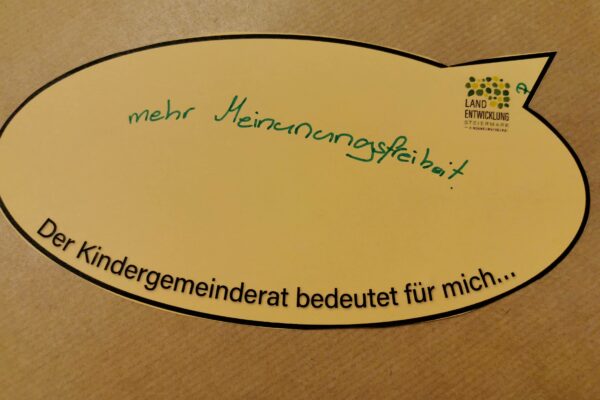 mehr Meinunungsfreiheit!
LAND
ENTWICKLUNG
STEIERMARK
Der Kindergemeinderat bedeutet für mich...